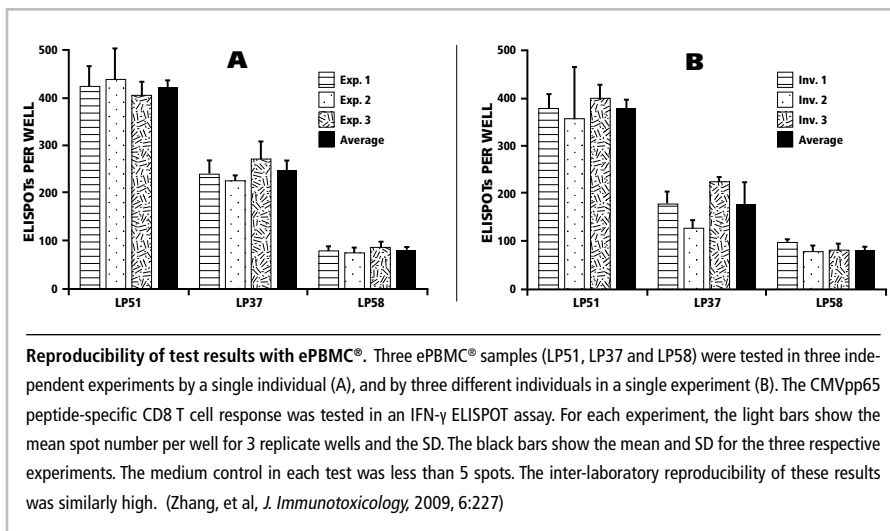 A
500
400
300
200
100
0
ELISPOTs PER WELL
Exp. 1
Exp. 2
Exp. 3
Average
LP51
LP37
LP58
B
500
400
300
200
100
0
ELISPOTs PER WELL
Inv. 1
Inv. 2
Inv. 3
Average
LP51
LP37
LP58
Reproducibility of test results with ePBMC®. Three ePBMC® samples (LP51, LP37 and LP58) were tested in three inde-
pendent experiments by a single individual (A), and by three different individuals in a single experiment (B). The CMVpp65
peptide-specific CD8 T cell response was tested in an IFN-γ ELISPOT assay. For each experiment, the light bars show the
mean spot number per well for 3 replicate wells and the SD. The black bars show the mean and SD for the three respective
experiments. The medium control in each test was less than 5 spots. The inter-laboratory reproducibility of these results
was similarly high. (Zhang, et al, J. Immunotoxicology, 2009, 6:227)